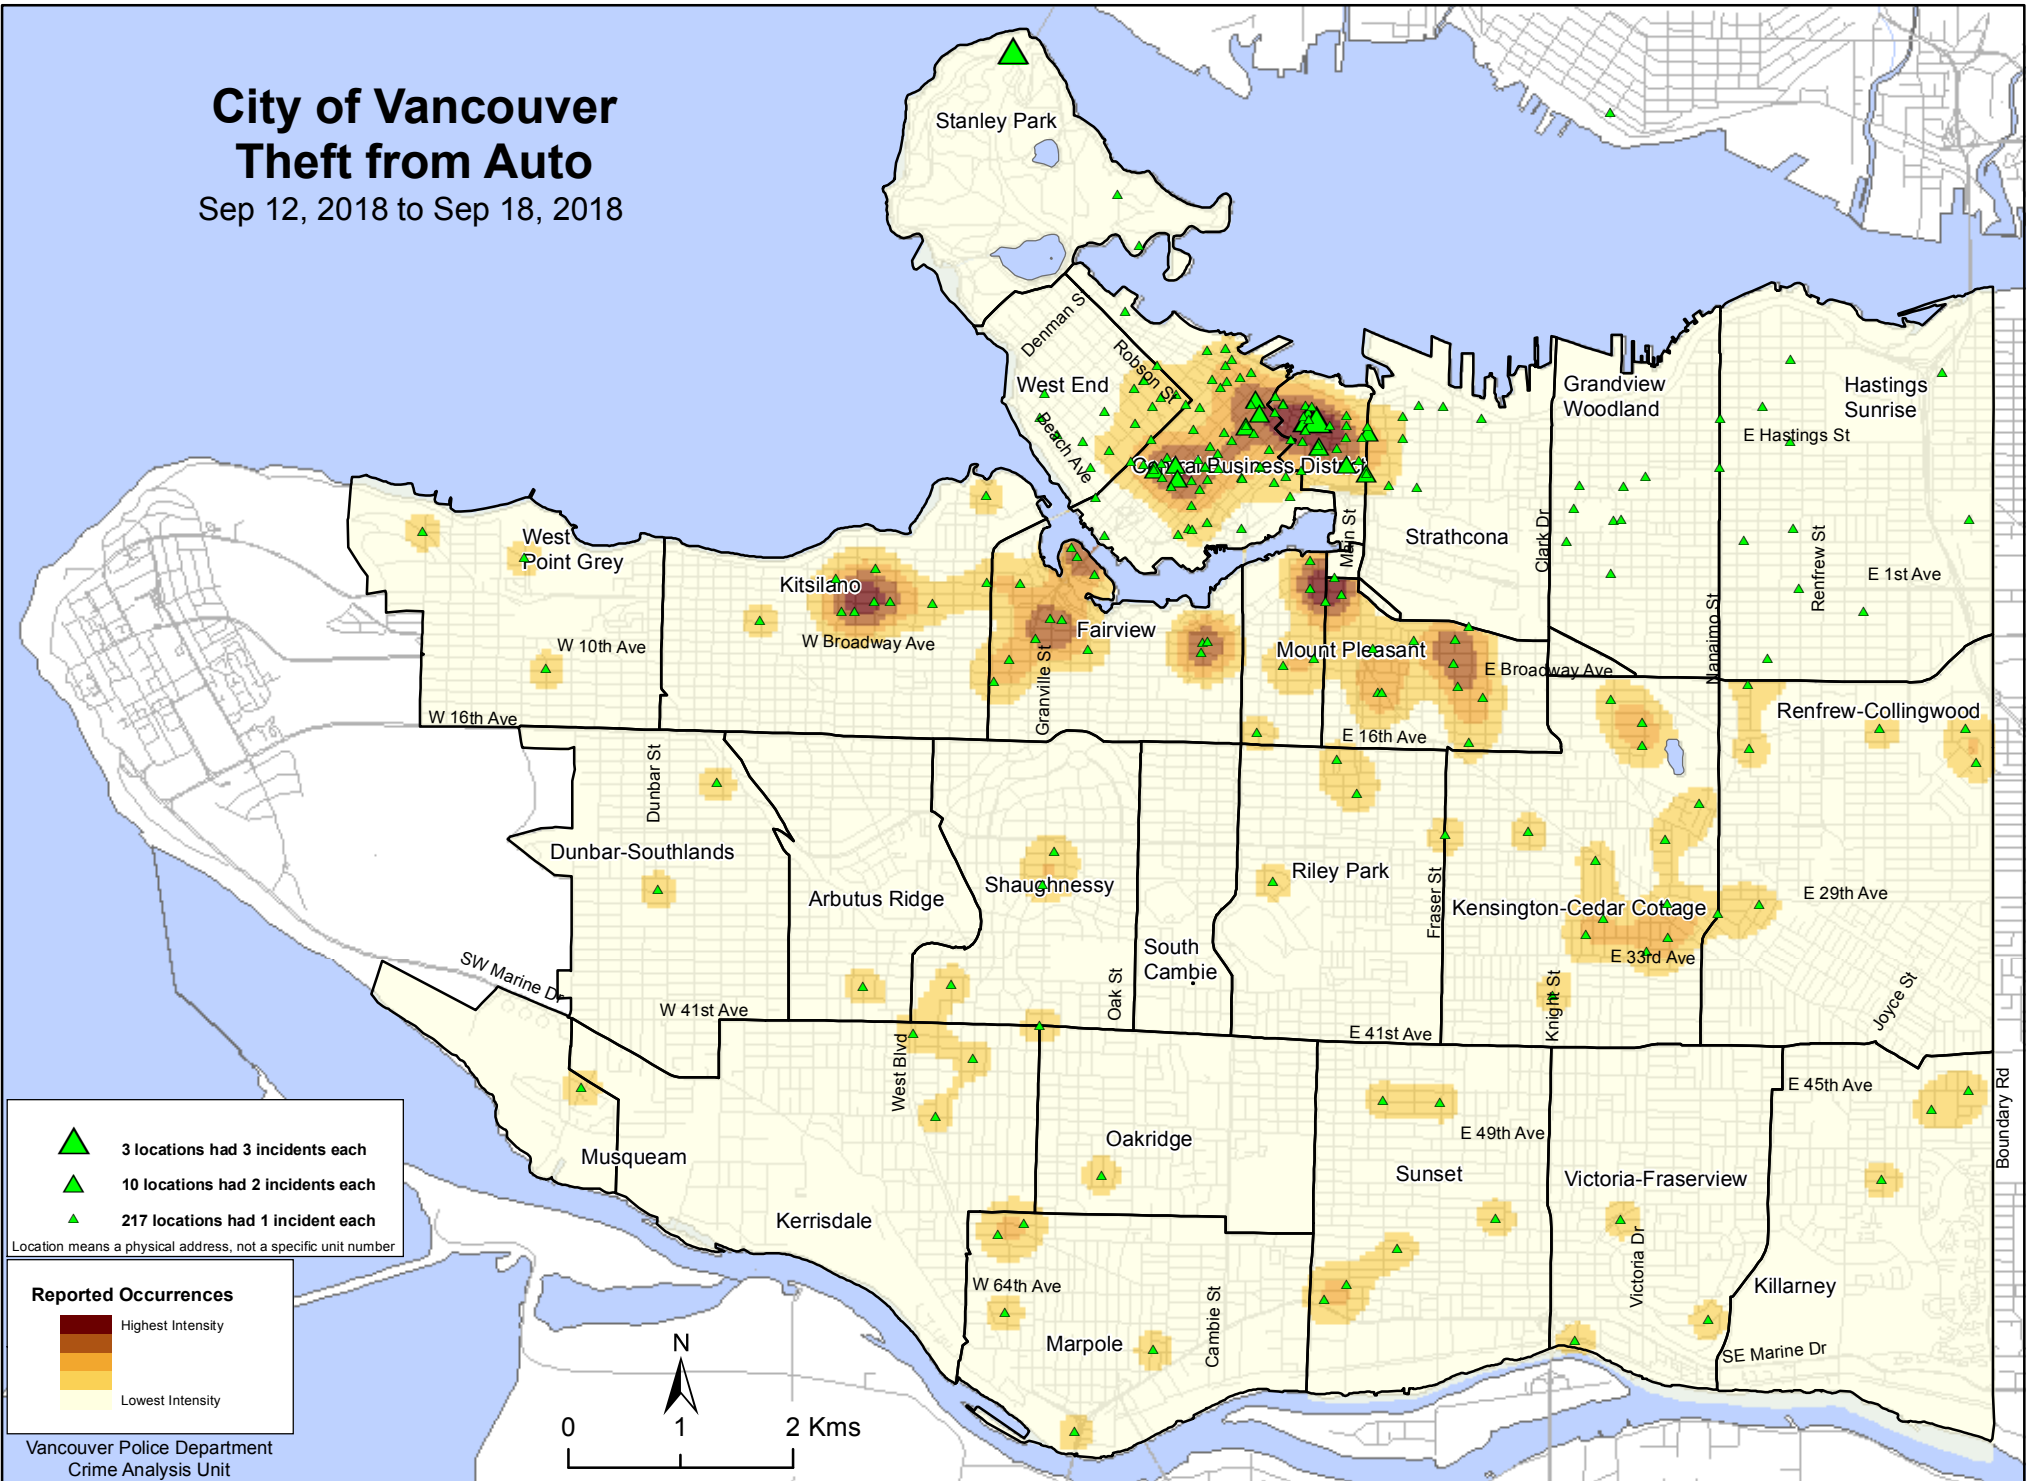 City of Vancouver
Theft from Auto
Sep 12, 2018 to Sep 18, 2018
Stanley Park
Denman S
Robson St
West End
Beach Ave
Central Business District
Grandview
Woodland
Hastings
Sunrise
E Hastings St
Main St
Strathcona
Clark Dr
Nanaimo St
Renfrew St
E 1st Ave
West
Point Grey
Kitsilano
W 10th Ave
W Broadway Ave
Fairview
Granville St
Mount Pleasant
E Broadway Ave
W 16th Ave
E 16th Ave
Renfrew-Collingwood
Dunbar St
Dunbar-Southlands
Arbutus Ridge
Shaughnessy
South
Cambie
Oak St
Riley Park
Fraser St
Kensington-Cedar Cottage
E 29th Ave
E 33rd Ave
Knight St
Joyce St
SW Marine Dr
W 41st Ave
E 41st Ave
West Blvd
E 45th Ave
Boundary Rd
E 49th Ave
Musqueam
Oakridge
Sunset
Victoria-Fraserview
Kerrisdale
W 64th Ave
Marpole
Cambie St
Victoria Dr
Killarney
SE Marine Dr
3 locations had 3 incidents each
10 locations had 2 incidents each
217 locations had 1 incident each
Location means a physical address, not a specific unit number
Reported Occurrences
Highest Intensity
Lowest Intensity
N
0 1 2 Kms
Vancouver Police Department
Crime Analysis Unit